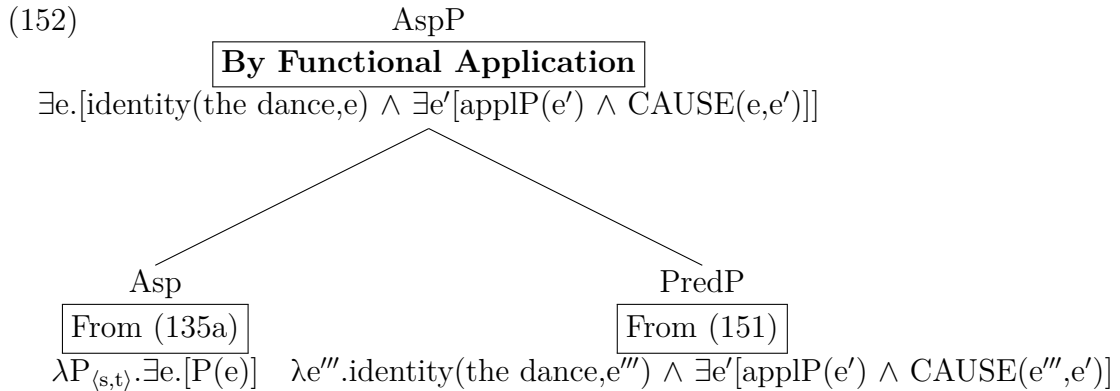 (152) AspP
By Functional Application
∃e.[identity(the dance,e) ∧ ∃e′[applP(e′) ∧ CAUSE(e,e′)]]
Asp PredP
From (135a) From (151)
λP⟨s,t⟩.∃e.[P(e)] λe‴.identity(the dance,e‴) ∧ ∃e′[applP(e′) ∧ CAUSE(e‴,e′)]